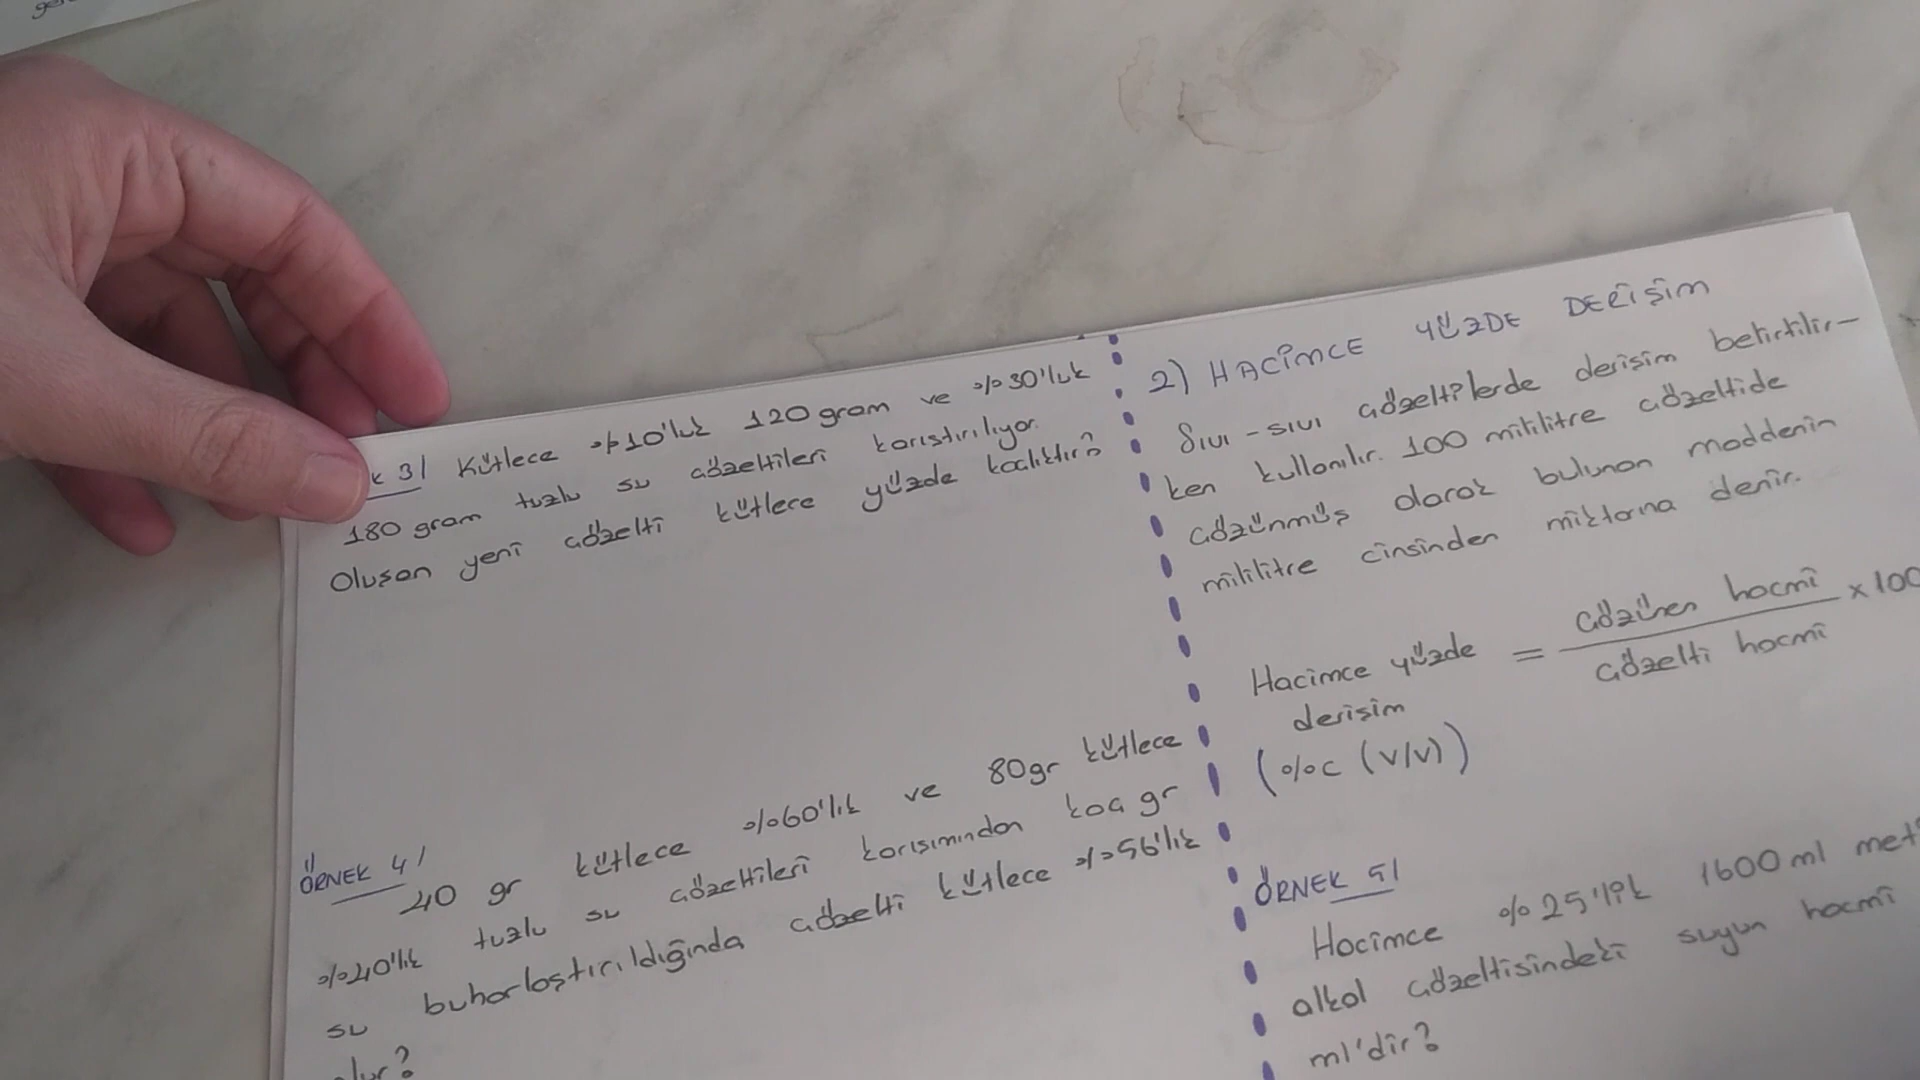 3/ Kütlece %10'luk 120 gram ve %30'luk
180 gram tuzlu su çözeltileri karıştırılıyor.
Oluşan yeni çözelti kütlece yüzde kaçlıktır?
ÖRNEK 4/
40 gr kütlece %60'lık ve 80gr kütlece
%40'lık tuzlu su çözeltileri karışımından kaç gr
su buharlaştırıldığında çözelti kütlece %56'lık
olur?
2) HACİMCE YÜZDE DERİŞİM
Sıvı-sıvı çözeltilerde derişim belirtilir-
ken kullanılır. 100 mililitre çözeltide
çözünmüş olarak bulunan maddenin
mililitre cinsinden miktarına denir.
Hacimce yüzde = çözünen hacmi x100
derişim çözelti hacmi
(%C (V/V))
ÖRNEK 5/
Hacimce %25'lik 1600 ml
alkol çözeltisindeki suyun hacmi
ml'dir?